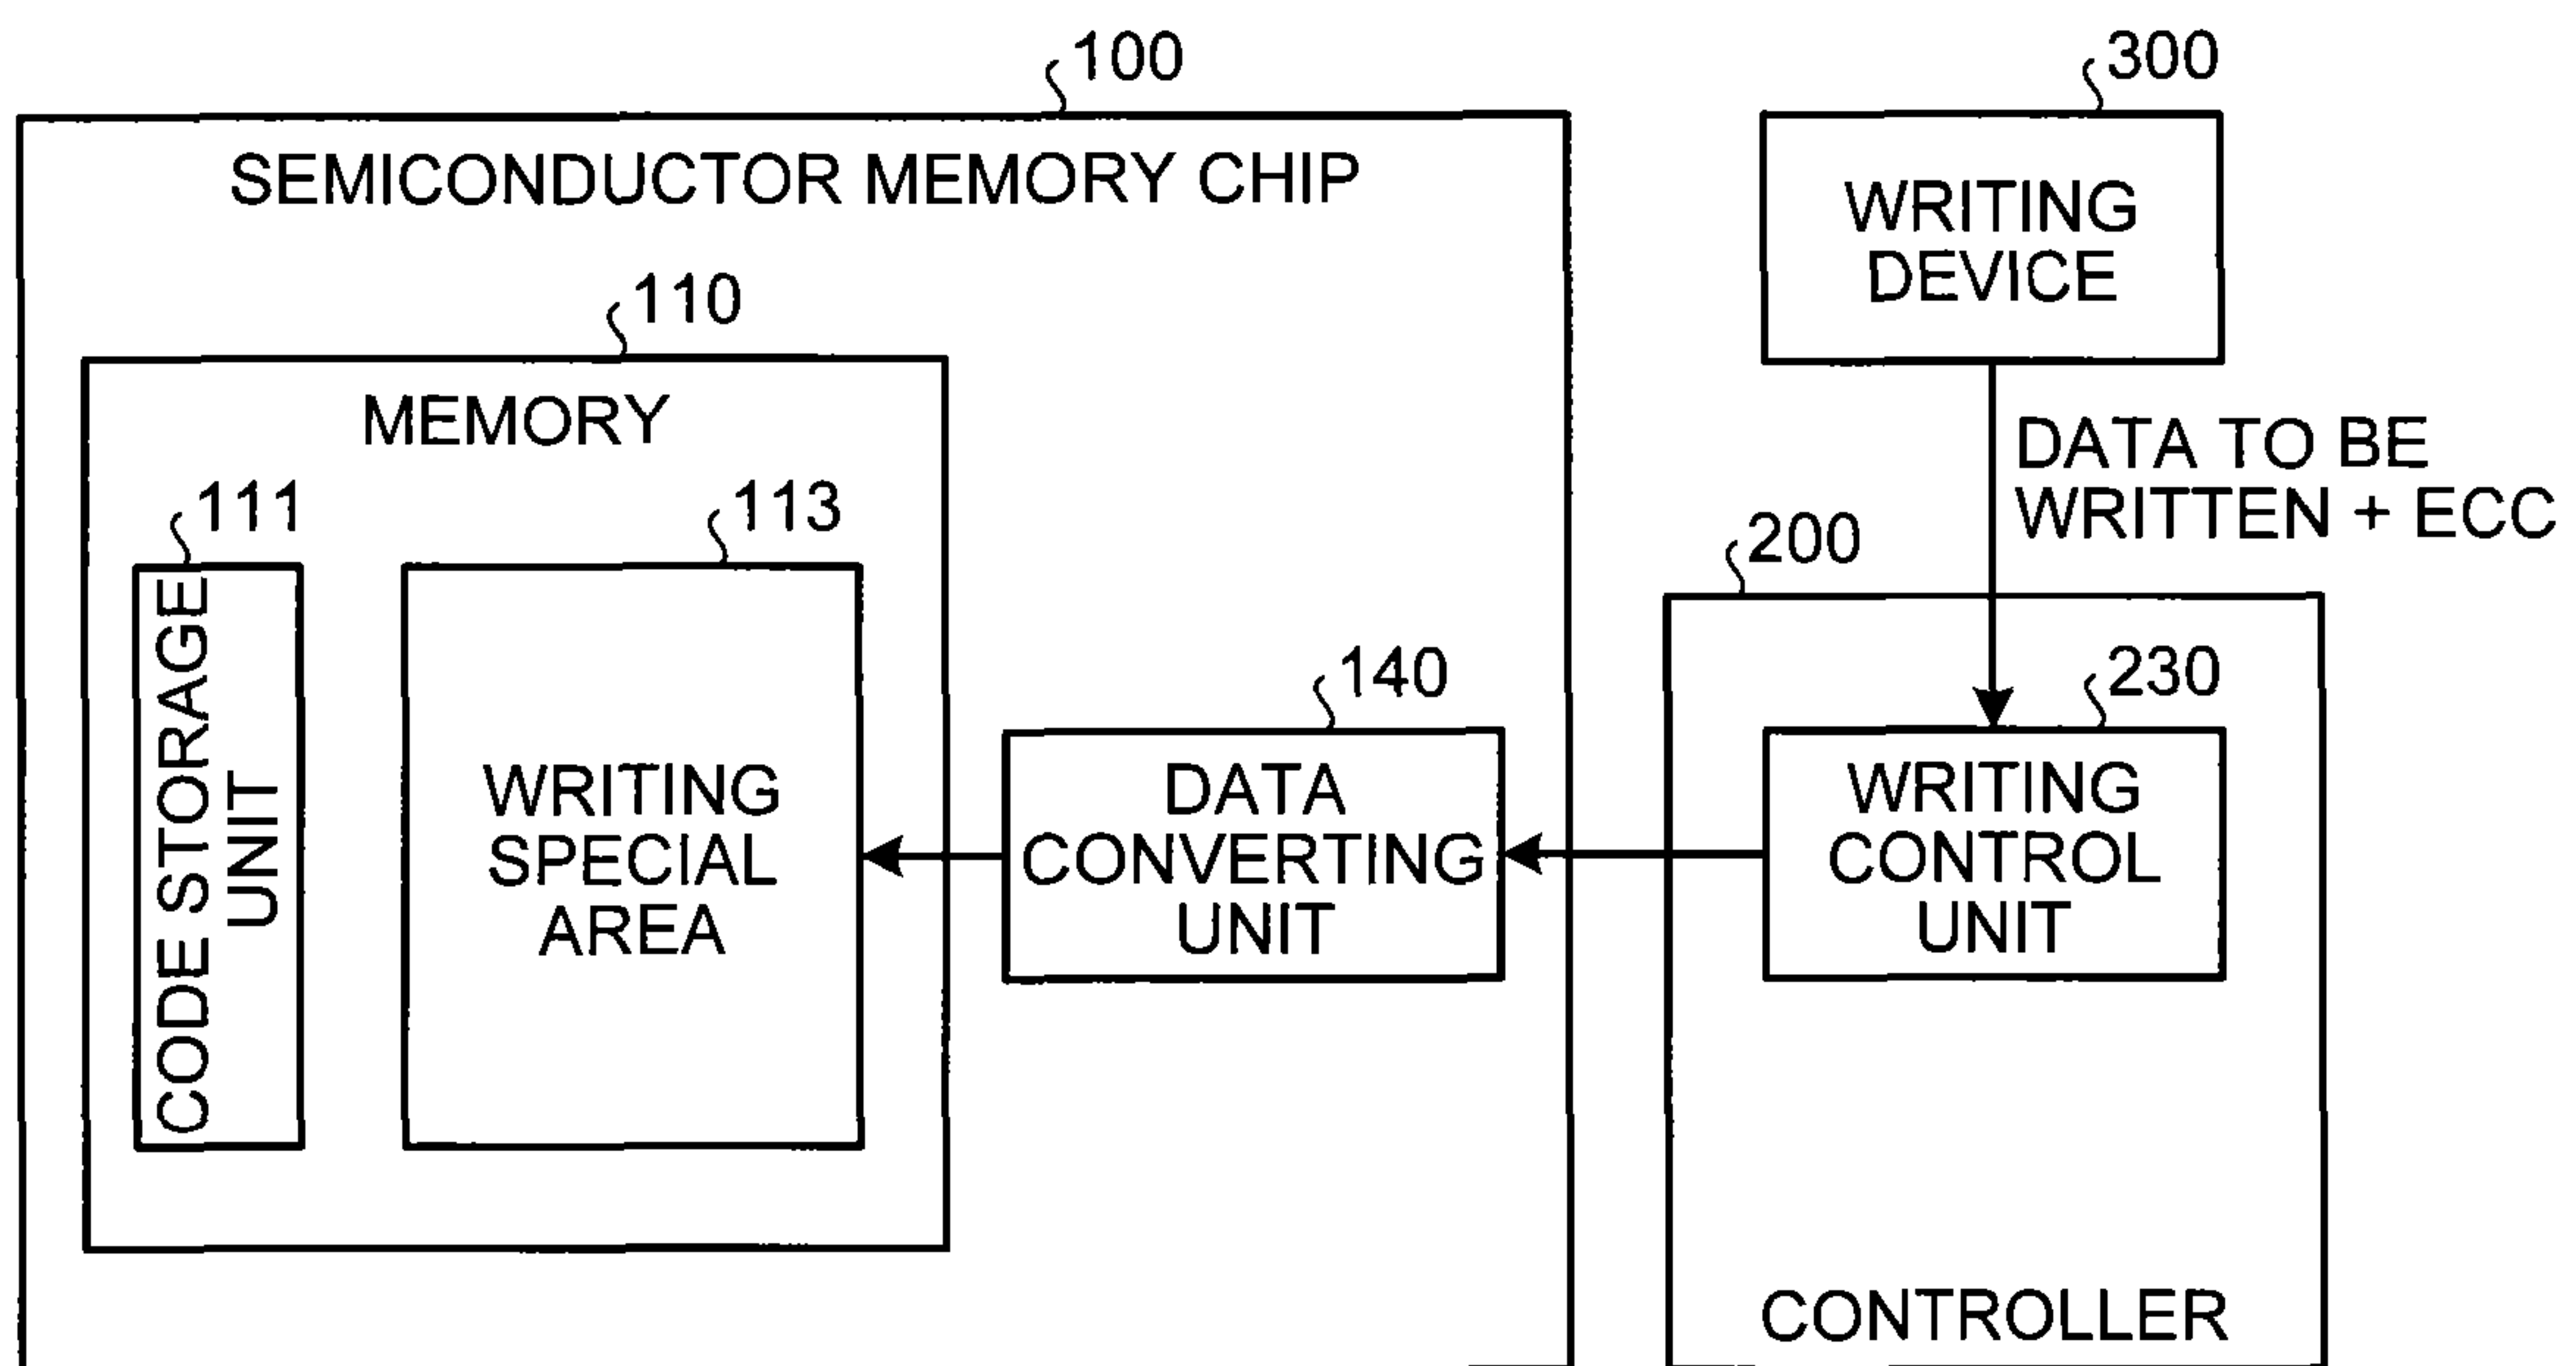 100
300
SEMICONDUCTOR MEMORY CHIP
WRITING
DEVICE
110
MEMORY
DATA TO BE
WRITTEN + ECC
111
113
200
CODE STORAGE
UNIT
140
230
WRITING
SPECIAL
AREA
DATA
CONVERTING
UNIT
WRITING
CONTROL
UNIT
CONTROLLER